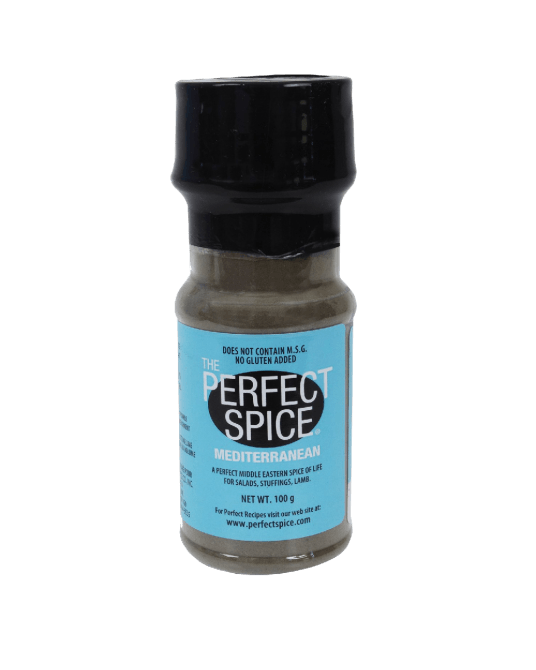 DOES NOT CONTAIN M.S.G.
NO GLUTEN ADDED
THE
PERFECT
SPICE®
MEDITERRANEAN
A PERFECT MIDDLE EASTERN SPICE OF LIFE
FOR SALADS, STUFFINGS, LAMB.
NET WT. 100 g
For Perfect Recipes visit our web site at:
www.perfectspice.com